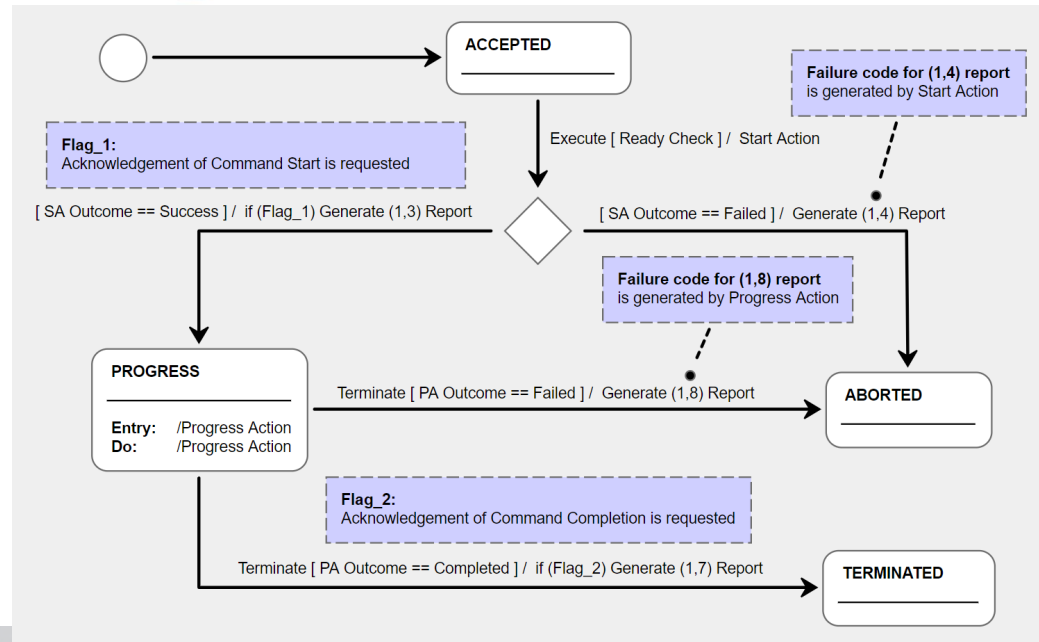 ACCEPTED
Failure code for (1,4) report
is generated by Start Action
Execute [ Ready Check ] /  Start Action
Flag_1:
Acknowledgement of Command Start is requested
[ SA Outcome == Success ] /  if (Flag_1) Generate (1,3) Report
[ SA Outcome == Failed ] /  Generate (1,4) Report
Failure code for (1,8) report
is generated by Progress Action
PROGRESS
Entry: /Progress Action
Do: /Progress Action
Terminate [ PA Outcome == Failed ] /  Generate (1,8) Report
ABORTED
Flag_2:
Acknowledgement of Command Completion is requested
Terminate [ PA Outcome == Completed ] /  if (Flag_2) Generate (1,7) Report
TERMINATED